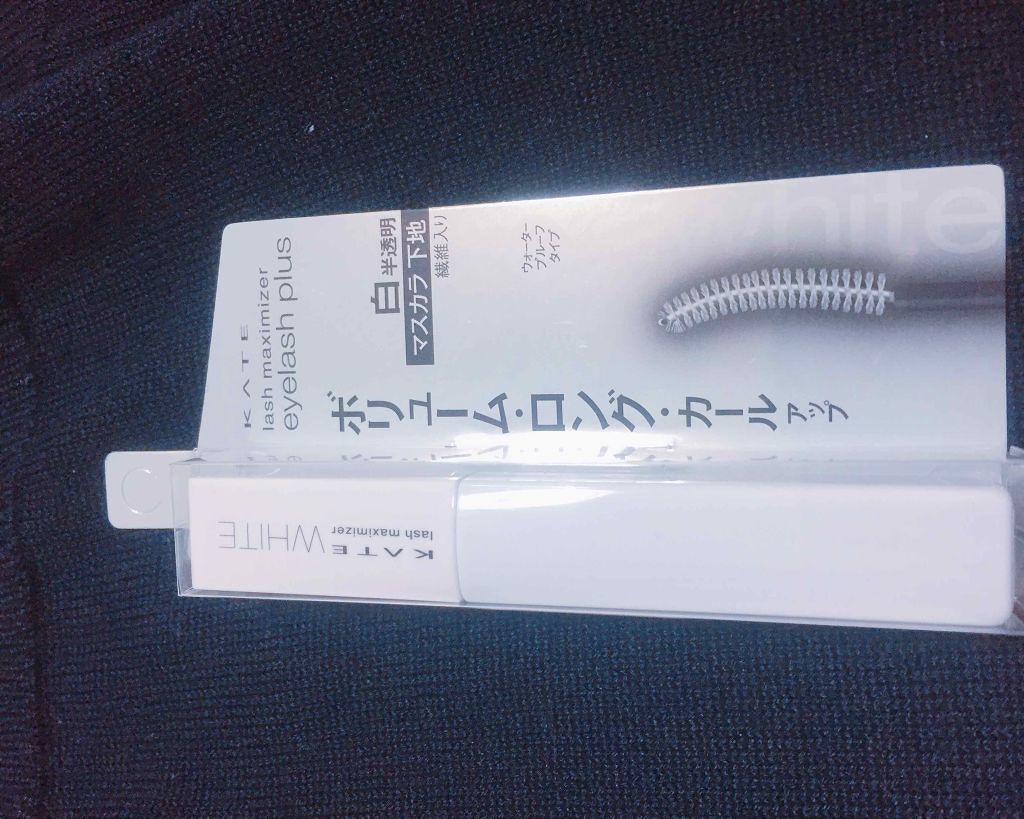 KATE
lash maximizer
eyelash plus
白 半透明
マスカラ下地
繊維入り
ウォーター
プルーフ
タイプ
ボリューム・ロング・カールアップ
white
KATE WHITE
lash maximizer